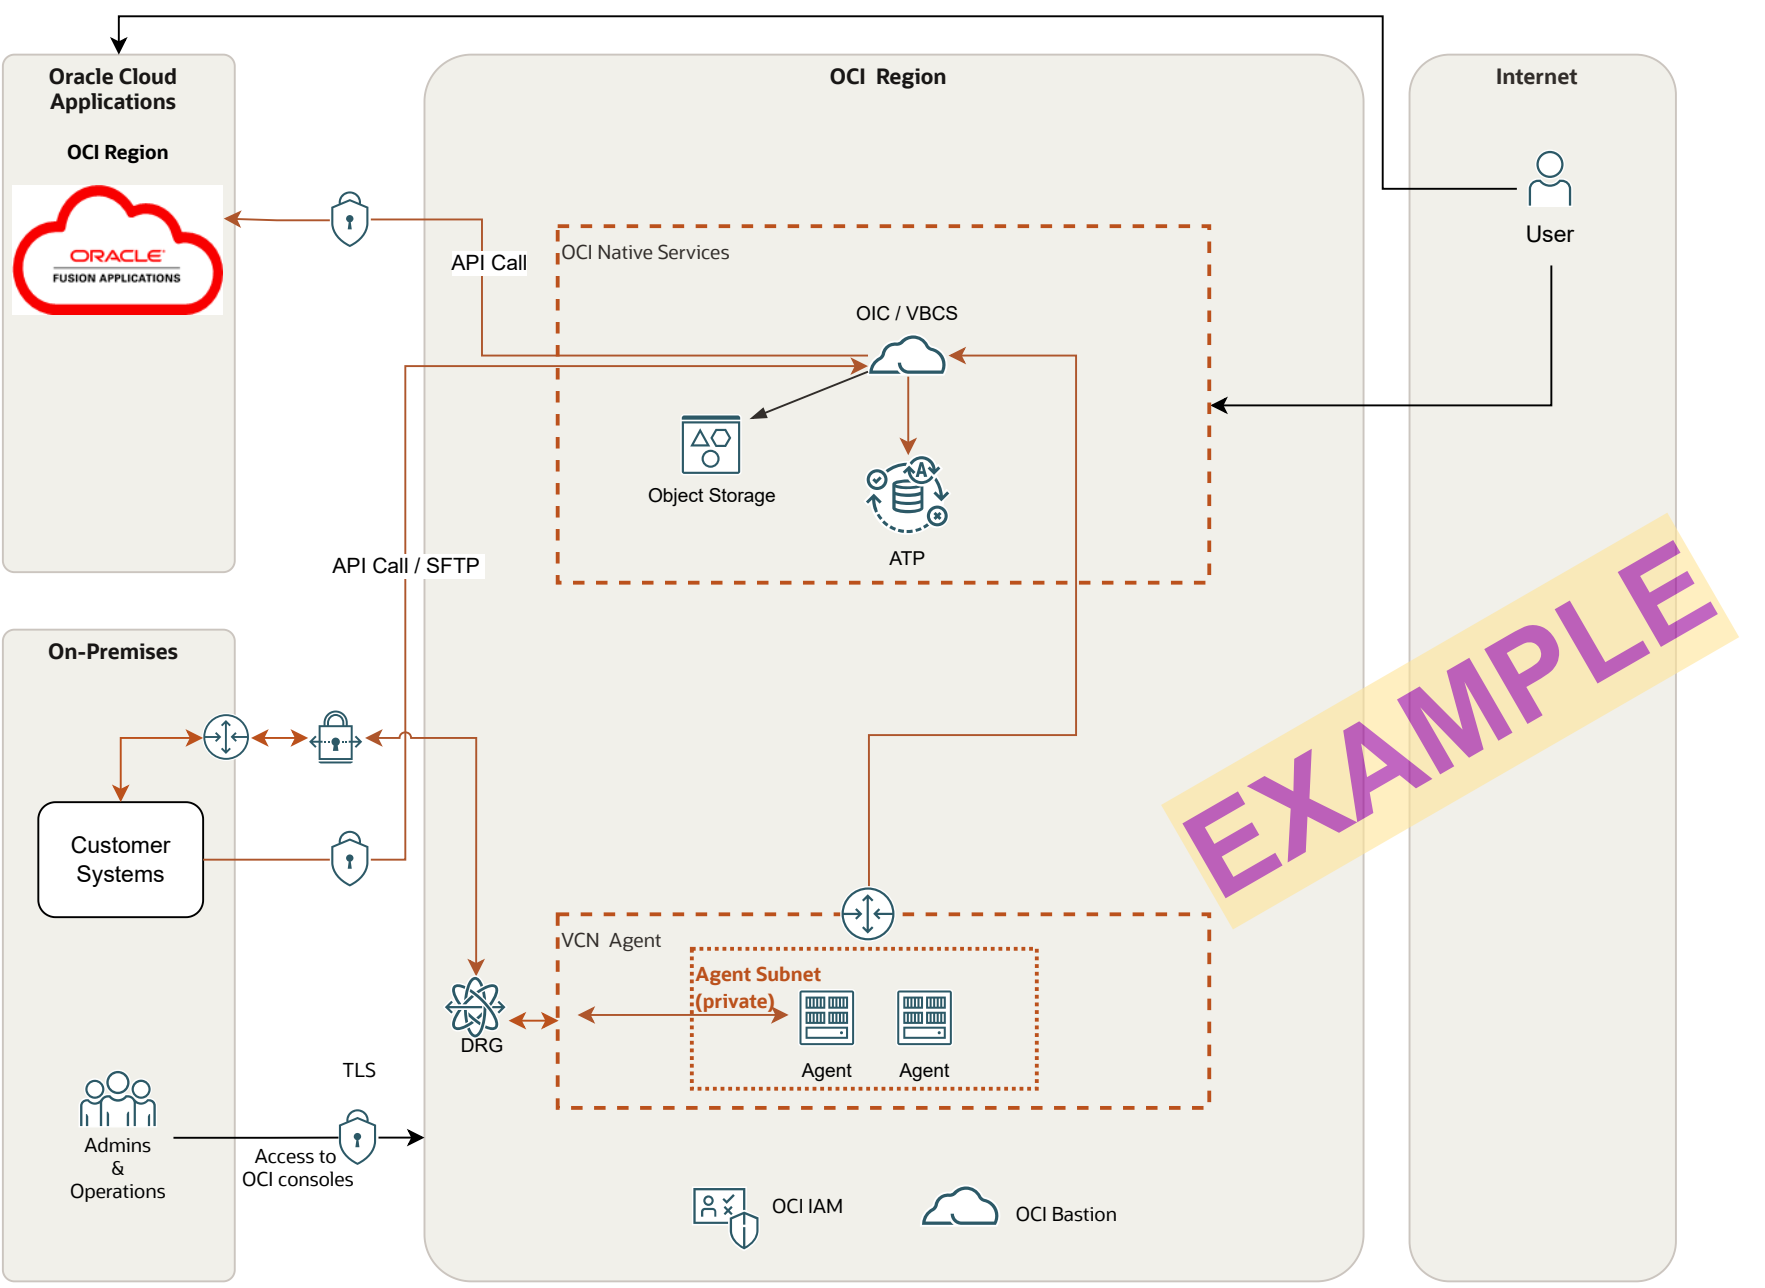 Oracle Cloud
Applications
OCI Region
ORACLE
FUSION APPLICATIONS
OCI Region
Internet
User
API Call
OCI Native Services
OIC / VBCS
Object Storage
A
ATP
API Call / SFTP
EXAMPLE
On-Premises
Customer
Systems
VCN Agent
Agent Subnet
(private)
Agent
Agent
DRG
TLS
Admins
&
Operations
Access to
OCI consoles
OCI IAM
OCI Bastion